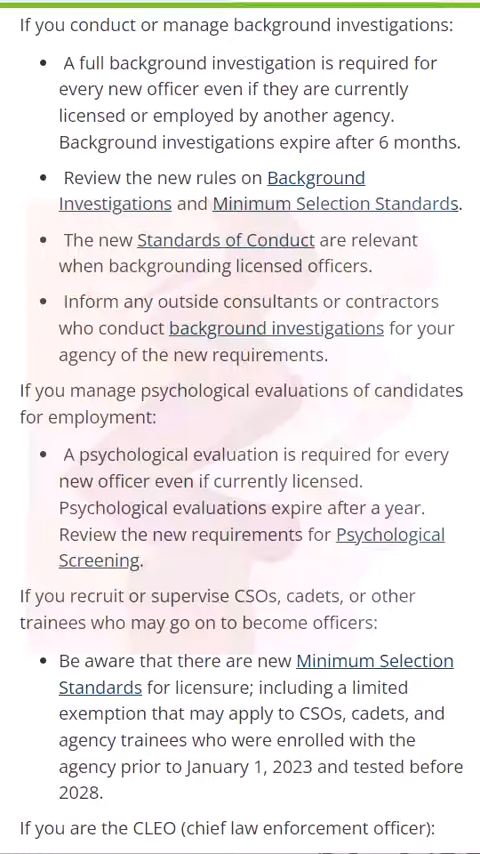 If you conduct or manage background investigations:
• A full background investigation is required for
every new officer even if they are currently
licensed or employed by another agency.
Background investigations expire after 6 months.
• Review the new rules on Background
Investigations and Minimum Selection Standards.
• The new Standards of Conduct are relevant
when backgrounding licensed officers.
• Inform any outside consultants or contractors
who conduct background investigations for your
agency of the new requirements.
If you manage psychological evaluations of candidates
for employment:
• A psychological evaluation is required for every
new officer even if currently licensed.
Psychological evaluations expire after a year.
Review the new requirements for Psychological
Screening.
If you recruit or supervise CSOs, cadets, or other
trainees who may go on to become officers:
• Be aware that there are new Minimum Selection
Standards for licensure; including a limited
exemption that may apply to CSOs, cadets, and
agency trainees who were enrolled with the
agency prior to January 1, 2023 and tested before
2028.
If you are the CLEO (chief law enforcement officer):